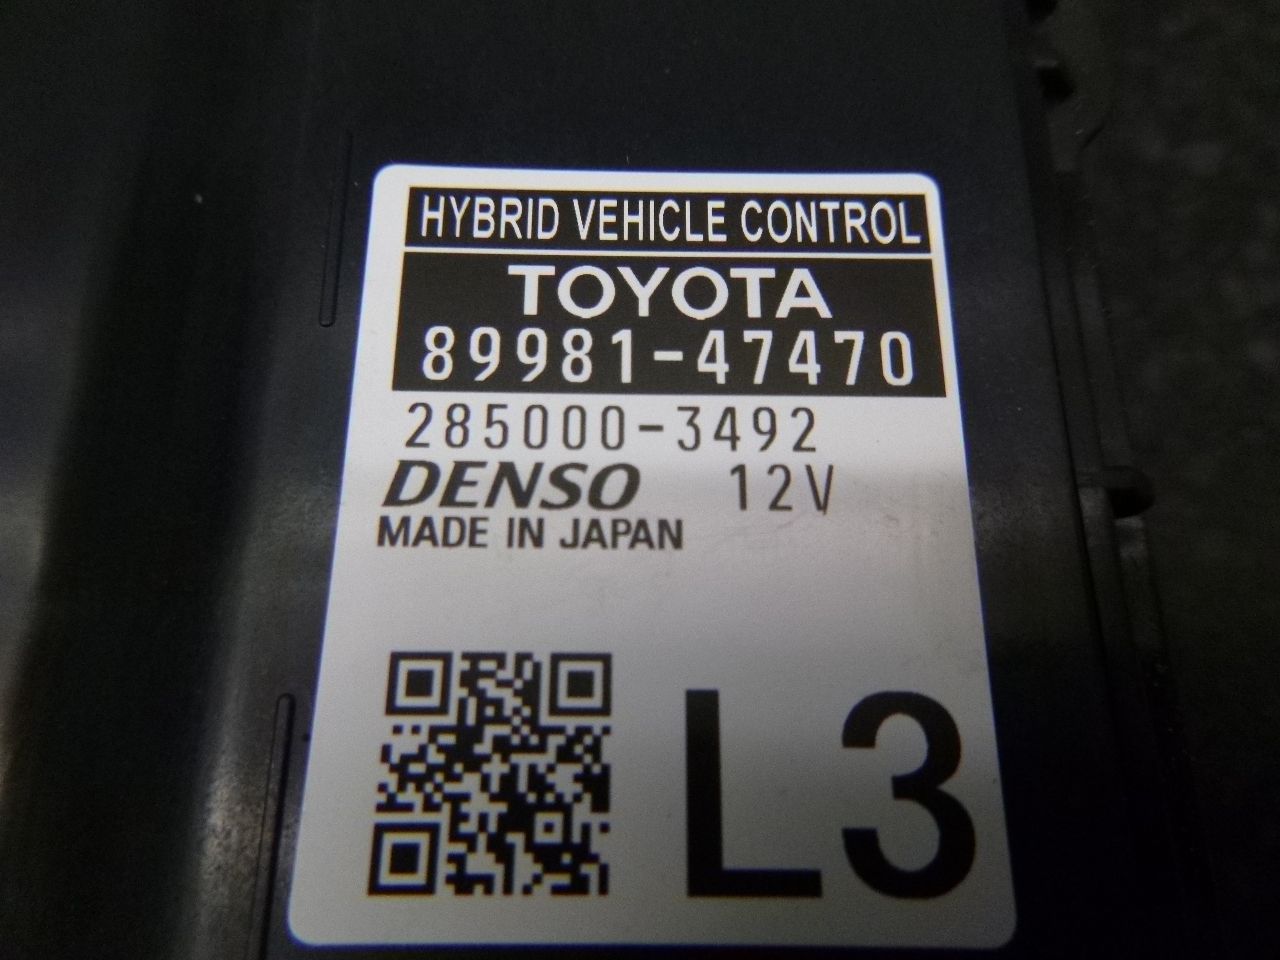 HYBRID VEHICLE CONTROL
TOYOTA
89981-47470
285000-3492
DENSO 12V
MADE IN JAPAN
L3